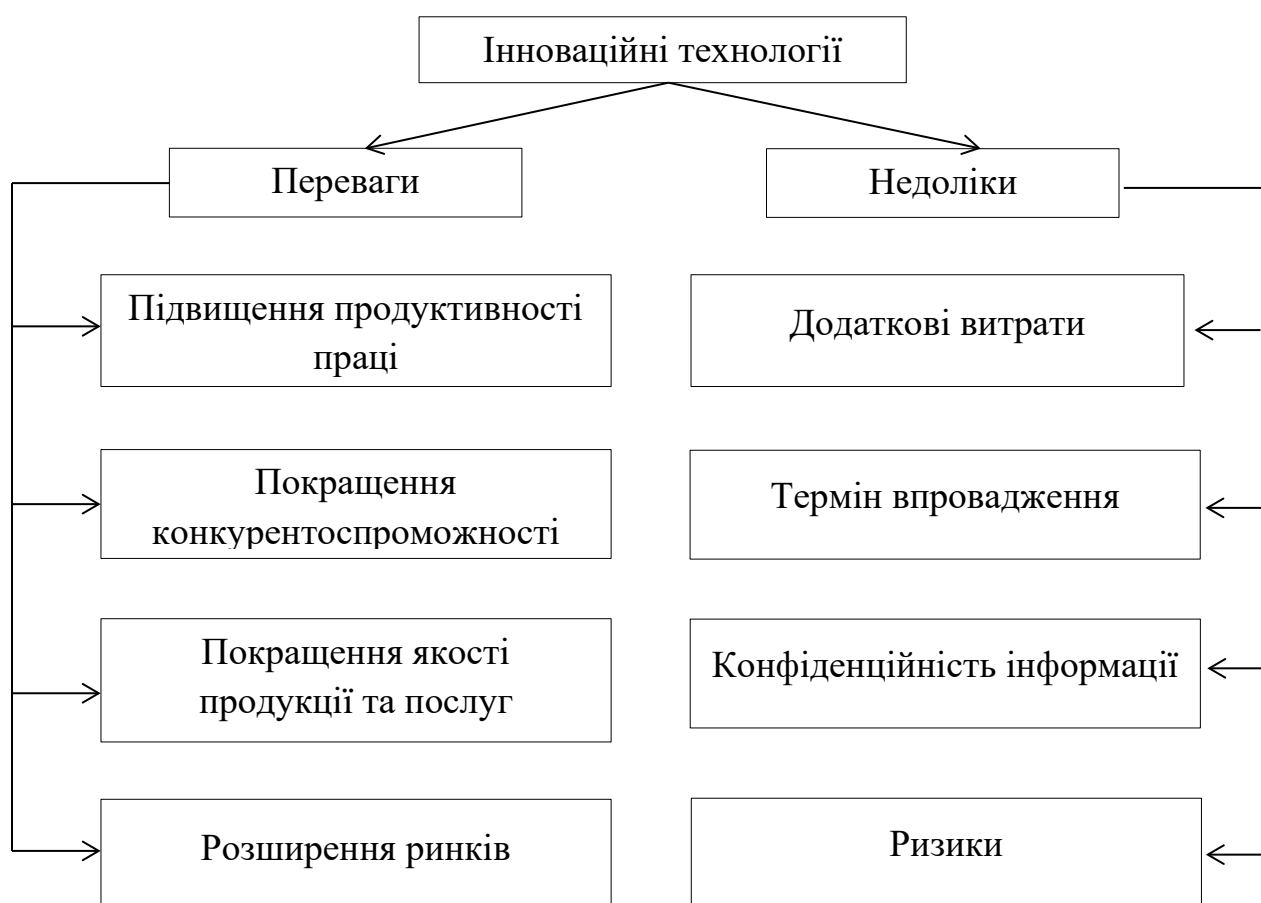 Інноваційні технології
Переваги
Недоліки
Підвищення продуктивності
праці
Додаткові витрати
Покращення
конкурентоспроможності
Термін впровадження
Покращення якості
продукції та послуг
Конфіденційність інформації
Розширення ринків
Ризики